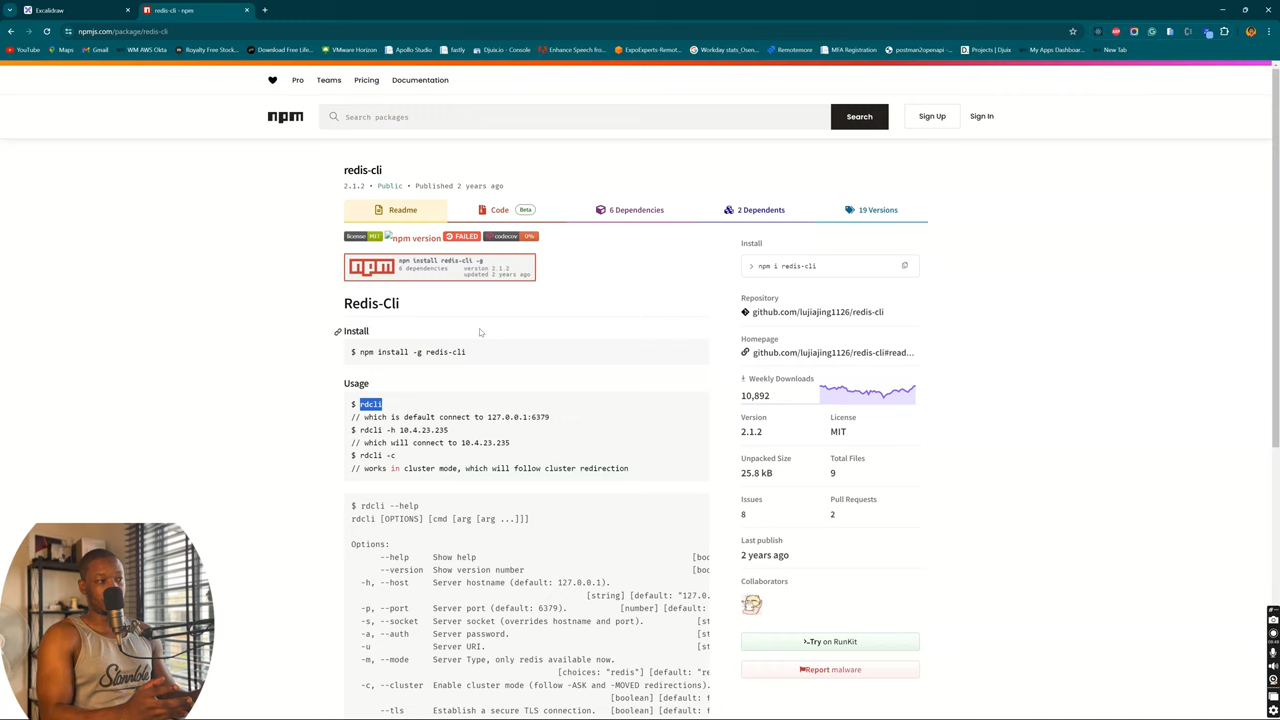 Excalidraw
redis-cli - npm
npmjs.com/package/redis-cli
YouTube
Maps
Gmail
WM AWS Okta
Royalty Free Stock...
Download Free Life...
VMware Horizon
Apollo Studio
fastly
Djuix.io - Console
Enhance Speech fro...
ExpoExperts-Remot...
Workday stats_Osen...
Remotemore
MFA Registration
postman2openapi -...
Projects | Djuix
My Apps Dashboar...
New Tab
Pro
Teams
Pricing
Documentation
npm
Search packages
Search
Sign Up
Sign In
redis-cli
2.1.2 • Public • Published 2 years ago
Readme
Code
Beta
6 Dependencies
2 Dependents
19 Versions
license MIT
npm version
FAILED
codecov 0%
npm
npm install redis-cli -g
6 dependencies
version 2.1.2
updated 2 years ago
Redis-Cli
Install
$ npm install -g redis-cli
Usage
$ rdcli
// which is default connect to 127.0.0.1:6379
$ rdcli -h 10.4.23.235
// which will connect to 10.4.23.235
$ rdcli -c
// works in cluster mode, which will follow cluster redirection
$ rdcli --help
rdcli [OPTIONS] [cmd [arg [arg ...]]]
Options:
--help Show help [boo
--version Show version number [boo
-h, --host Server hostname (default: 127.0.0.1).
[string] [default: "127.0.
-p, --port Server port (default: 6379). [number] [default:
-s, --socket Server socket (overrides hostname and port). [st
-a, --auth Server password. [st
-u Server URI. [st
-m, --mode Server Type, only redis available now.
[choices: "redis"] [default: "re
-c, --cluster Enable cluster mode (follow -ASK and -MOVED redirections).
[boolean] [default: f
--tls Establish a secure TLS connection. [boolean] [default: f
Install
> npm i redis-cli
Repository
github.com/lujiajing1126/redis-cli
Homepage
github.com/lujiajing1126/redis-cli#read...
Weekly Downloads
10,892
Version
License
2.1.2
MIT
Unpacked Size
Total Files
25.8 kB
9
Issues
Pull Requests
8
2
Last publish
2 years ago
Collaborators
Try on RunKit
Report malware